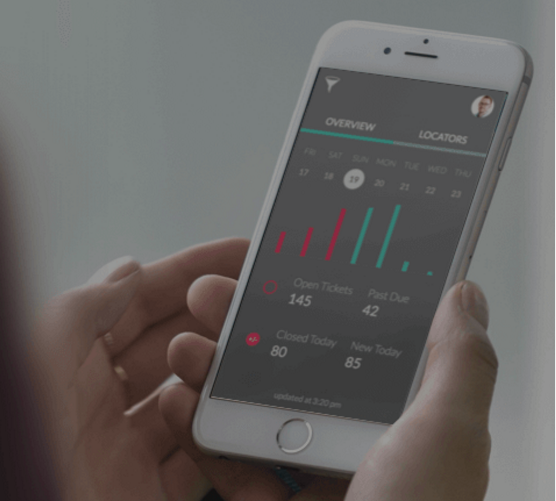 OVERVIEW LOCATORS
FRI SAT SUN MON TUE WED THU
17 18 19 20 21 22 23
Open Tickets Past Due
145 42
Closed Today New Today
80 85
updated at 3:20 pm